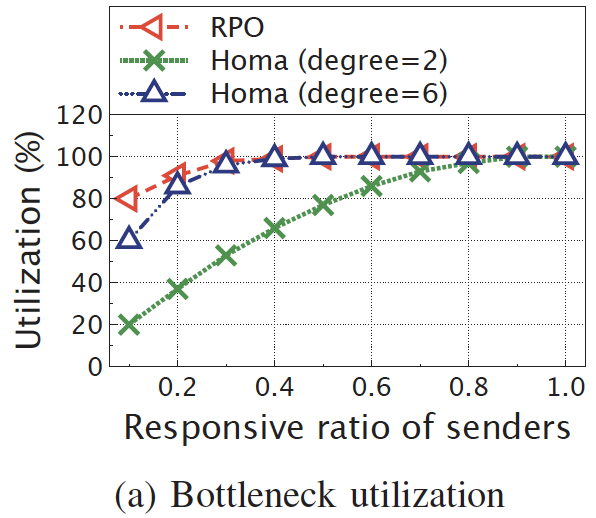 RPO
Homa (degree=2)
Homa (degree=6)
120
100
80
60
40
20
0
Utilization (%)
0.2 0.4 0.6 0.8 1.0
Responsive ratio of senders
(a) Bottleneck utilization